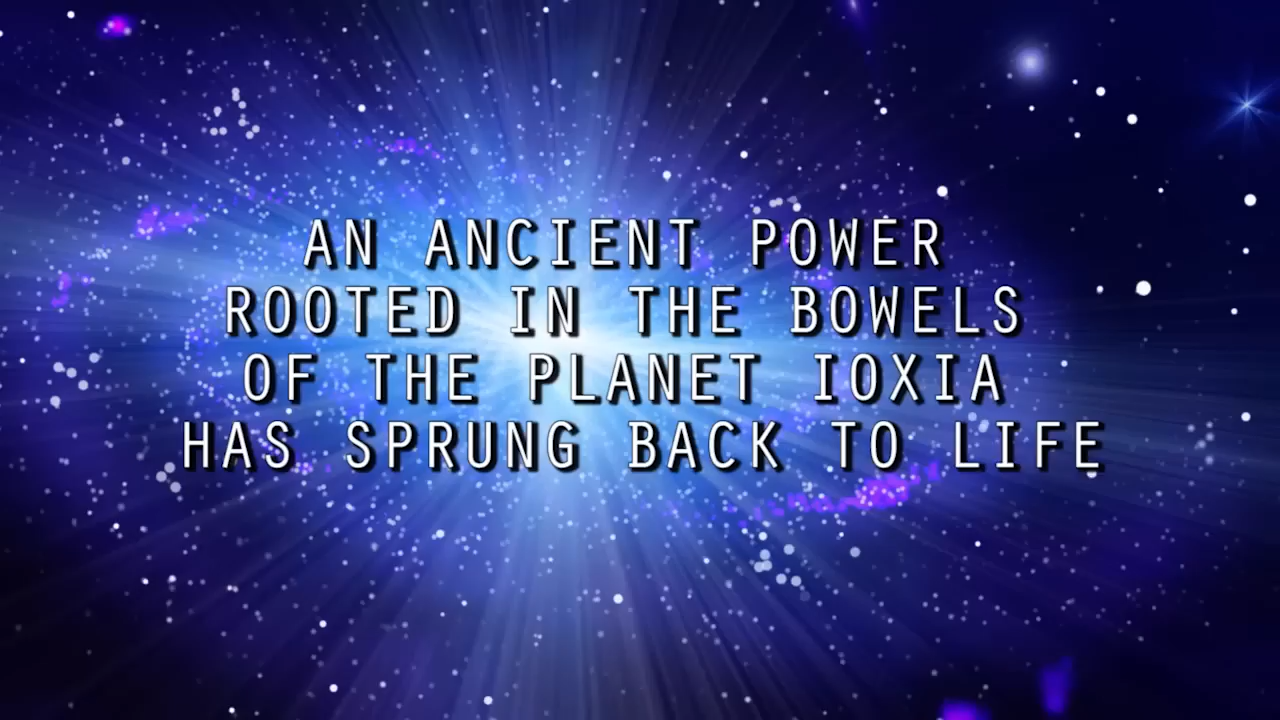 AN ANCIENT POWER
ROOTED IN THE BOWELS
OF THE PLANET IOXIA
HAS SPRUNG BACK TO LIFE